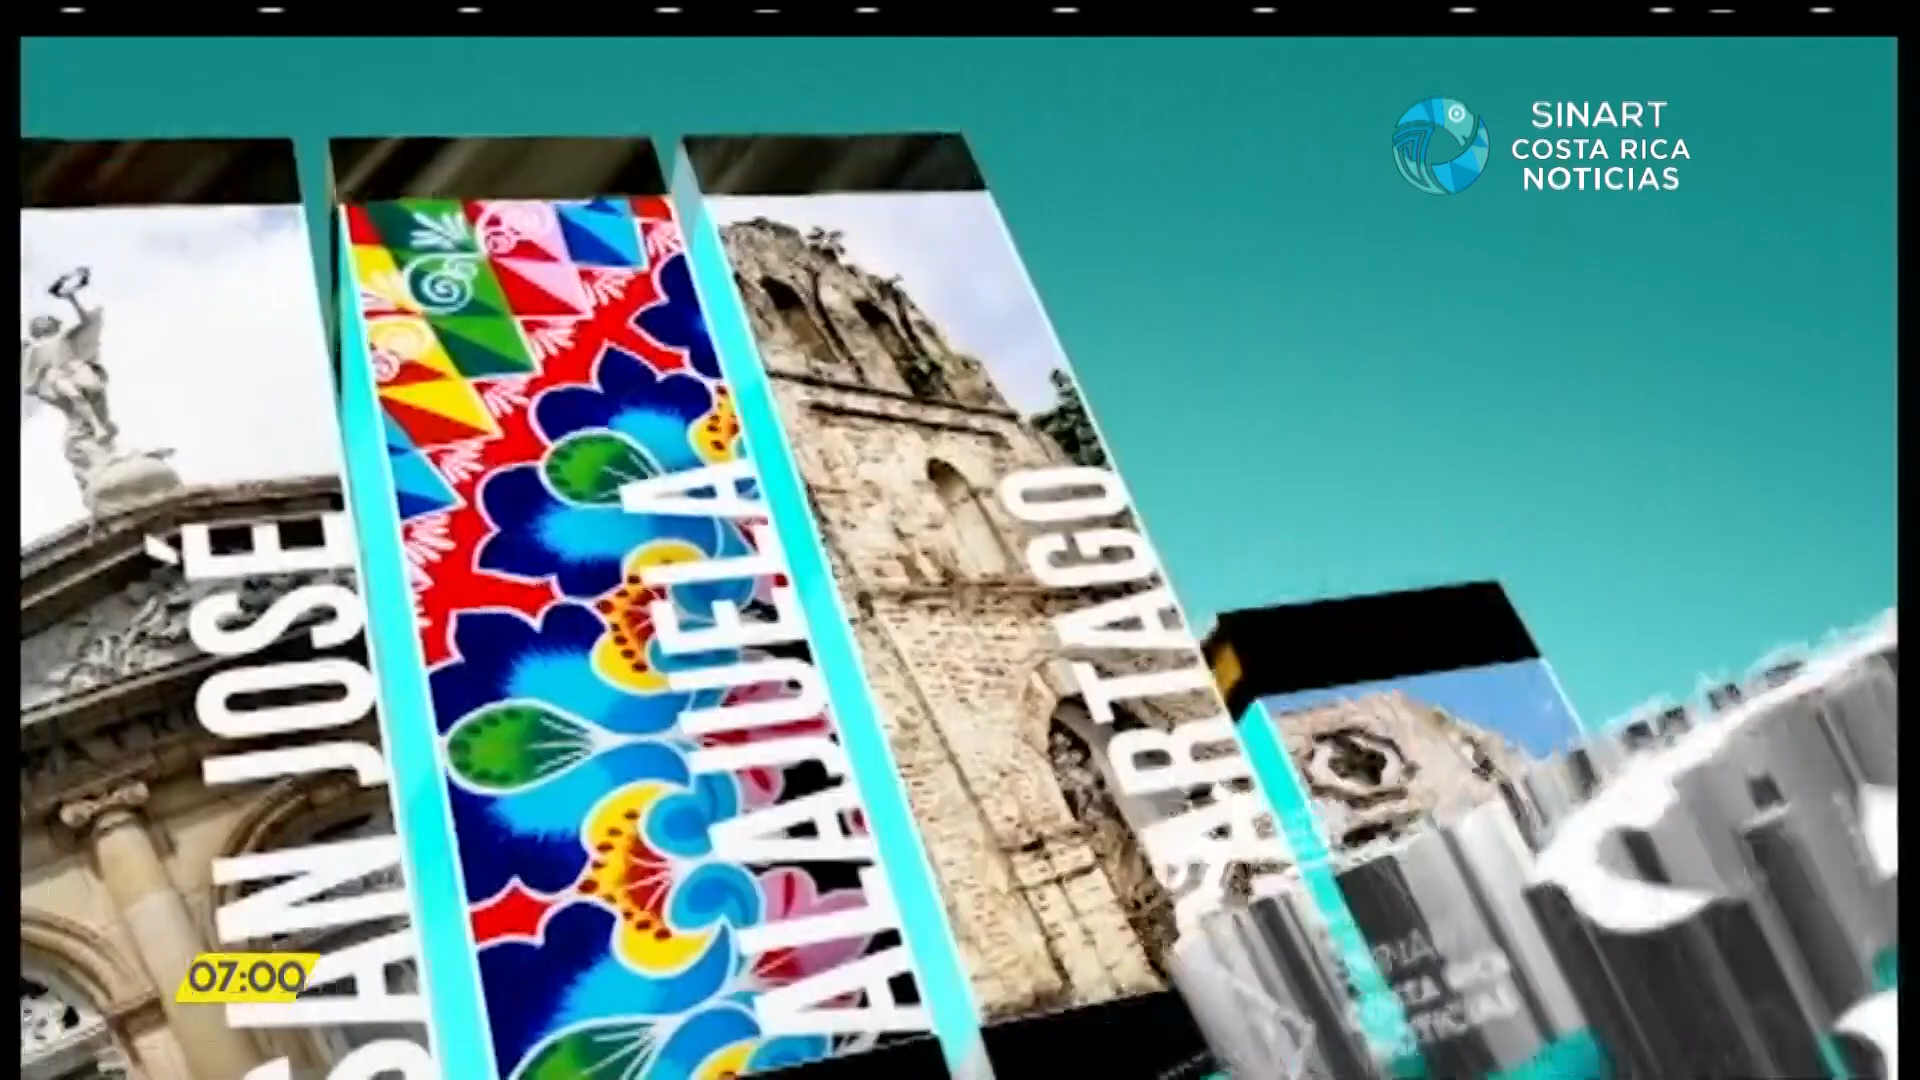 SINART
COSTA RICA
NOTICIAS
SAN JOSÉ
ALAJUELA
CARTAGO
07:00